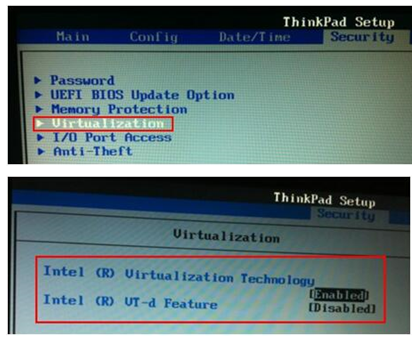 ThinkPad Setup
Main Config Date/Time Security
Password
UEFI BIOS Update Option
Memory Protection
Virtualization
I/O Port Access
Anti-Theft
ThinkPad Setup
Security
Virtualization
Intel (R) Virtualization Technology [Enabled]
Intel (R) VT-d Feature [Disabled]